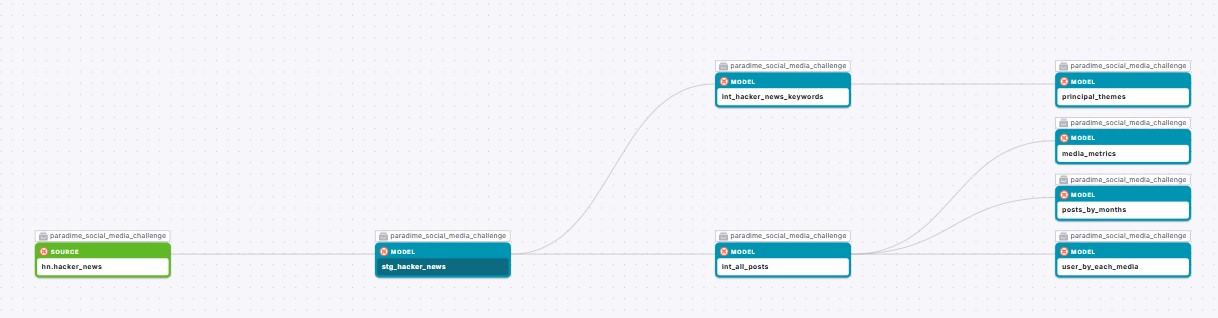 paradime_social_media_challenge
SOURCE
hn.hacker_news
paradime_social_media_challenge
MODEL
stg_hacker_news
paradime_social_media_challenge
MODEL
int_hacker_news_keywords
paradime_social_media_challenge
MODEL
int_all_posts
paradime_social_media_challenge
MODEL
principal_themes
paradime_social_media_challenge
MODEL
media_metrics
paradime_social_media_challenge
MODEL
posts_by_months
paradime_social_media_challenge
MODEL
user_by_each_media